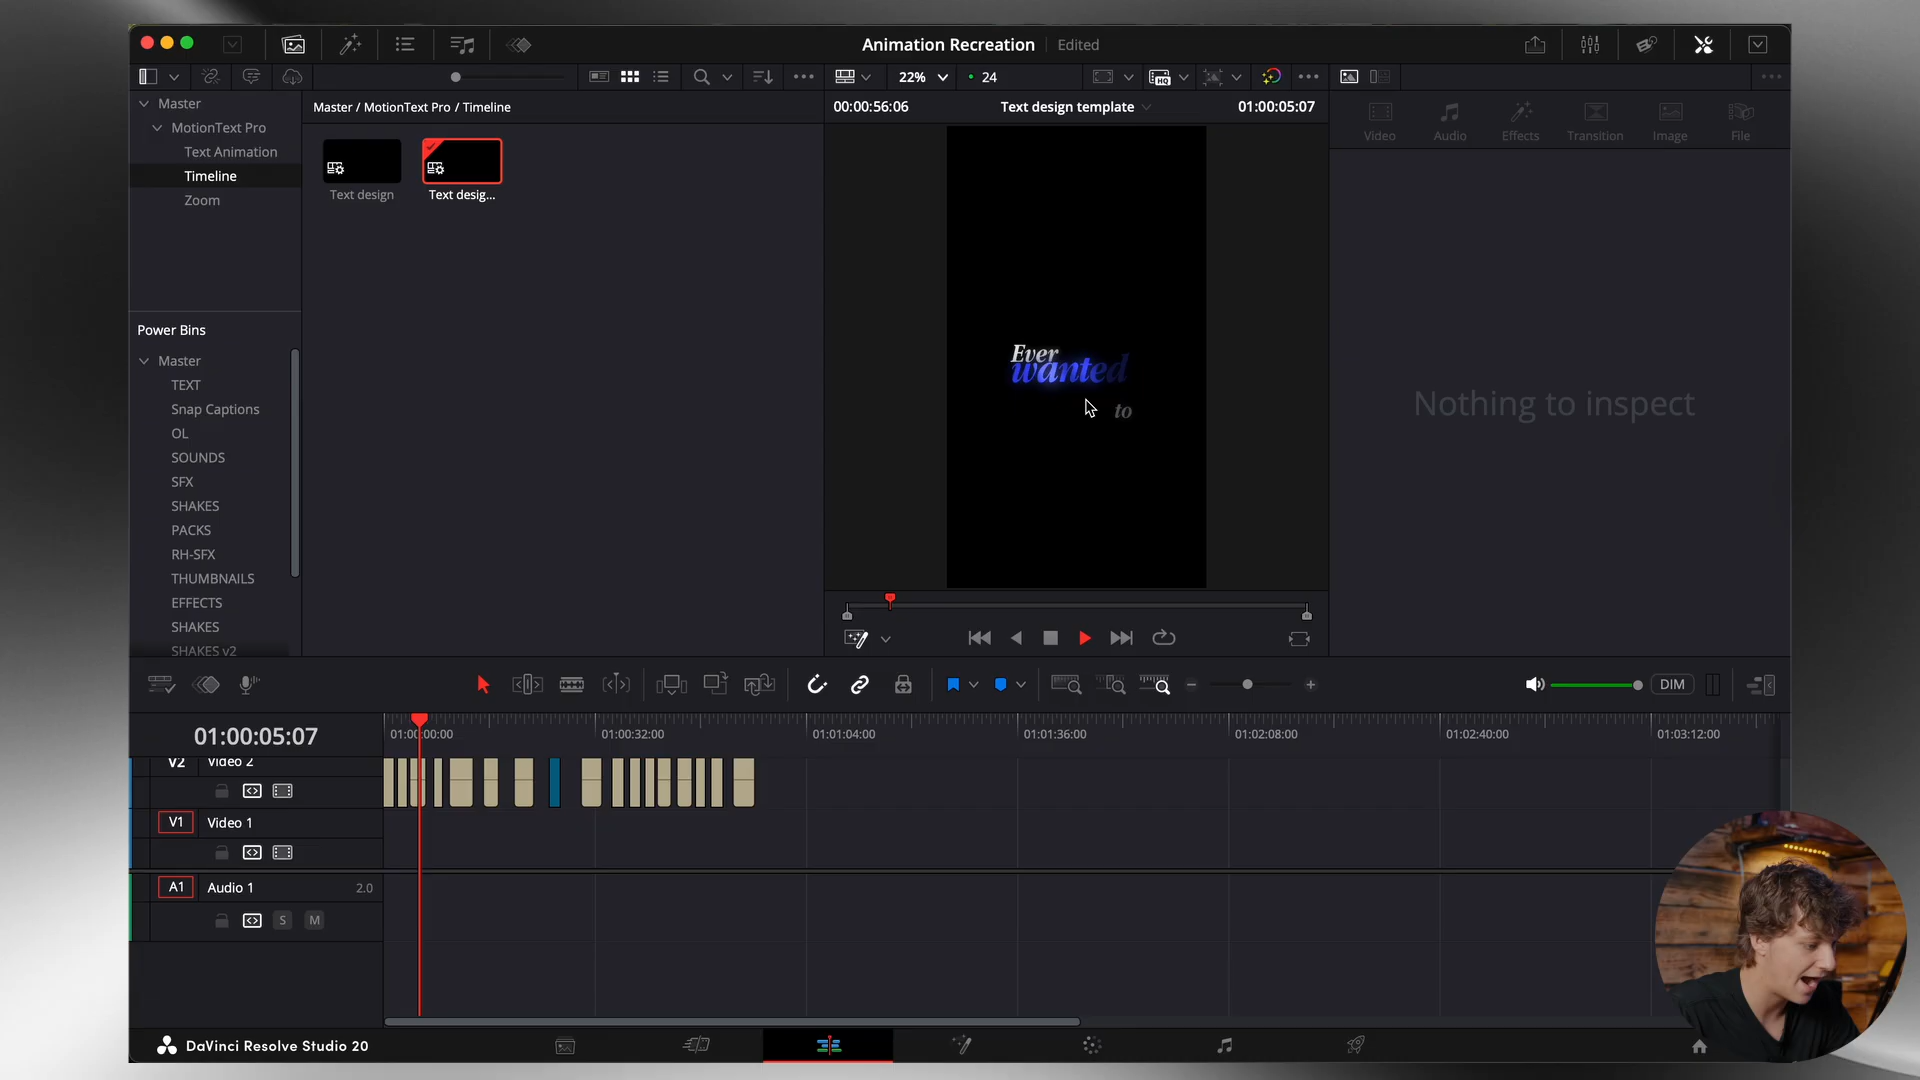 Animation Recreation Edited
22% 24
Master
MotionText Pro
Text Animation
Timeline
Zoom
Master / MotionText Pro / Timeline
Text design
Text desig...
00:00:56:06
Text design template
01:00:05:07
Video
Audio
Effects
Transition
Image
File
Nothing to inspect
Ever
wanted
to
Power Bins
Master
TEXT
Snap Captions
OL
SOUNDS
SFX
SHAKES
PACKS
RH-SFX
THUMBNAILS
EFFECTS
SHAKES
SHAKES v2
DIM
01:00:05:07
01:00:00:00
01:00:32:00
01:01:04:00
01:01:36:00
01:02:08:00
01:02:40:00
01:03:12:00
V2 Video 2
V1 Video 1
A1 Audio 1 2.0
S M
DaVinci Resolve Studio 20